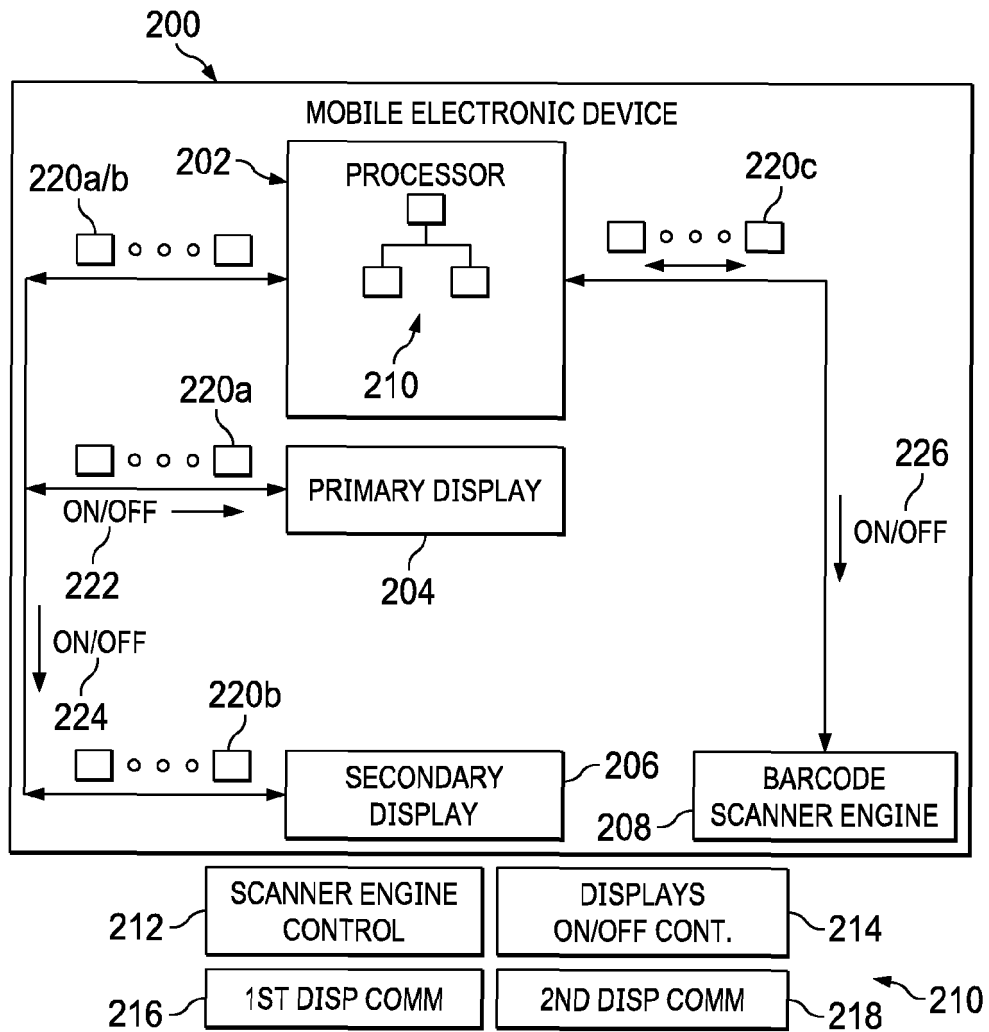 200
MOBILE ELECTRONIC DEVICE
202
PROCESSOR
220a/b
220c
210
220a
PRIMARY DISPLAY
ON/OFF
222
204
226
ON/OFF
ON/OFF
224
220b
SECONDARY
DISPLAY
206
BARCODE
SCANNER ENGINE
208
SCANNER ENGINE
CONTROL
212
DISPLAYS
ON/OFF CONT.
214
1ST DISP COMM
216
2ND DISP COMM
218
210